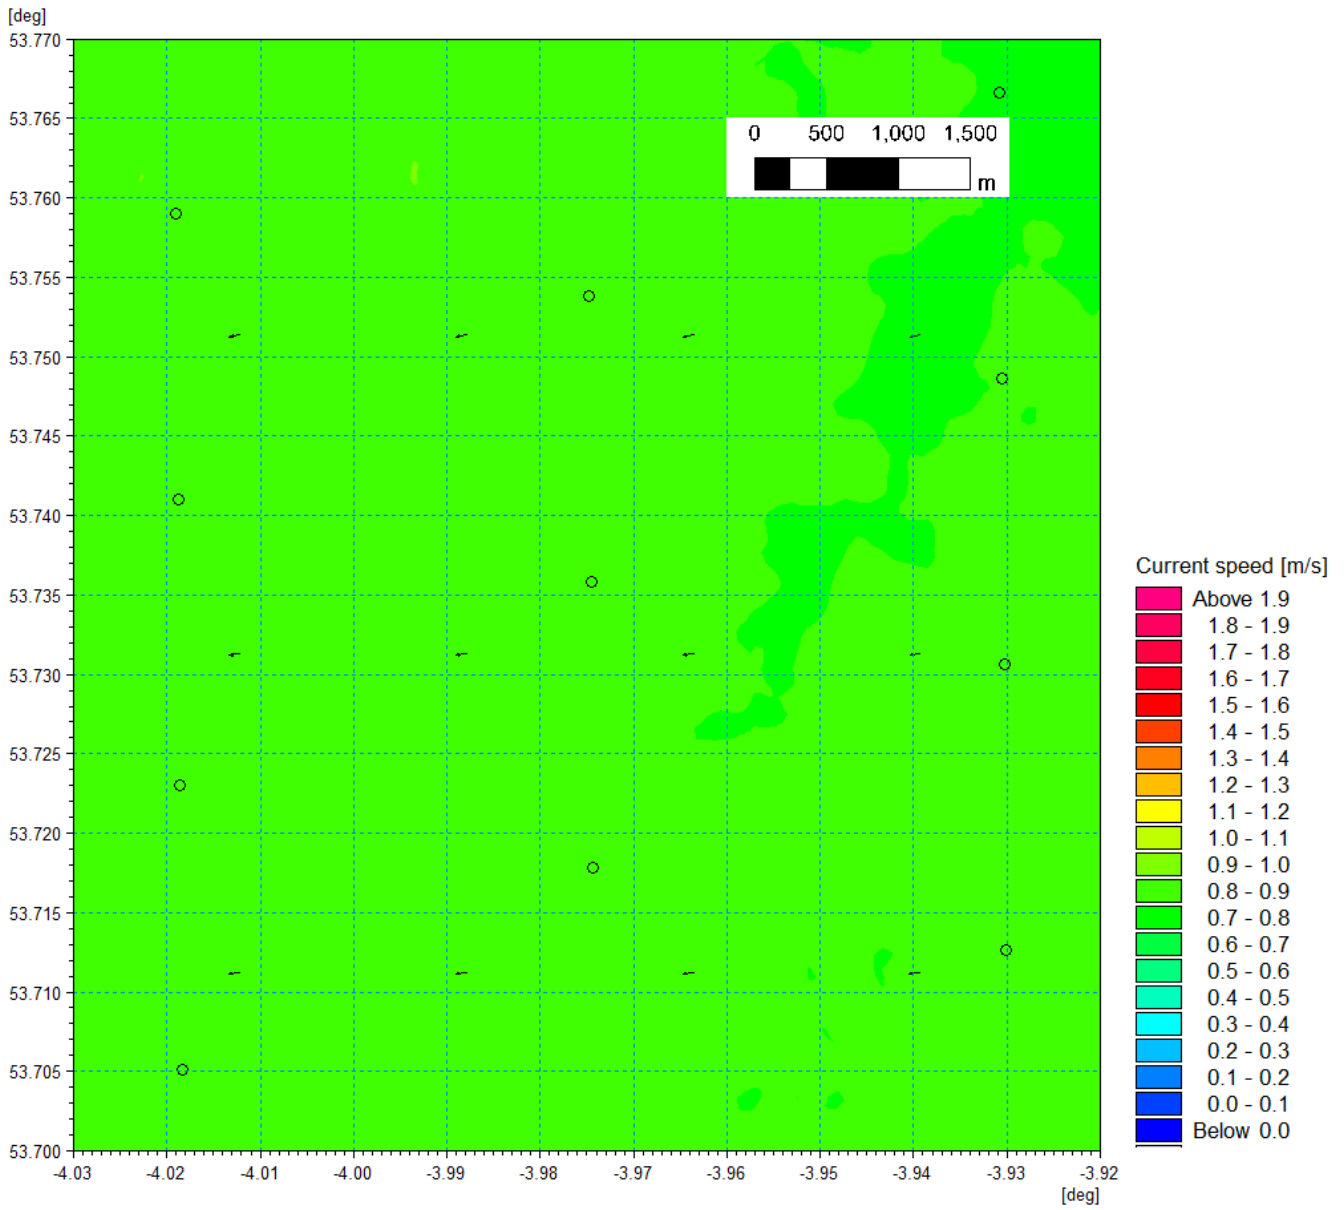 [deg]
53.770
53.765
53.760
53.755
53.750
53.745
53.740
53.735
53.730
53.725
53.720
53.715
53.710
53.705
53.700
0 500 1,000 1,500
m
-4.03 -4.02 -4.01 -4.00 -3.99 -3.98 -3.97 -3.96 -3.95 -3.94 -3.93 -3.92
[deg]
Current speed [m/s]
Above 1.9
1.8 - 1.9
1.7 - 1.8
1.6 - 1.7
1.5 - 1.6
1.4 - 1.5
1.3 - 1.4
1.2 - 1.3
1.1 - 1.2
1.0 - 1.1
0.9 - 1.0
0.8 - 0.9
0.7 - 0.8
0.6 - 0.7
0.5 - 0.6
0.4 - 0.5
0.3 - 0.4
0.2 - 0.3
0.1 - 0.2
0.0 - 0.1
Below 0.0